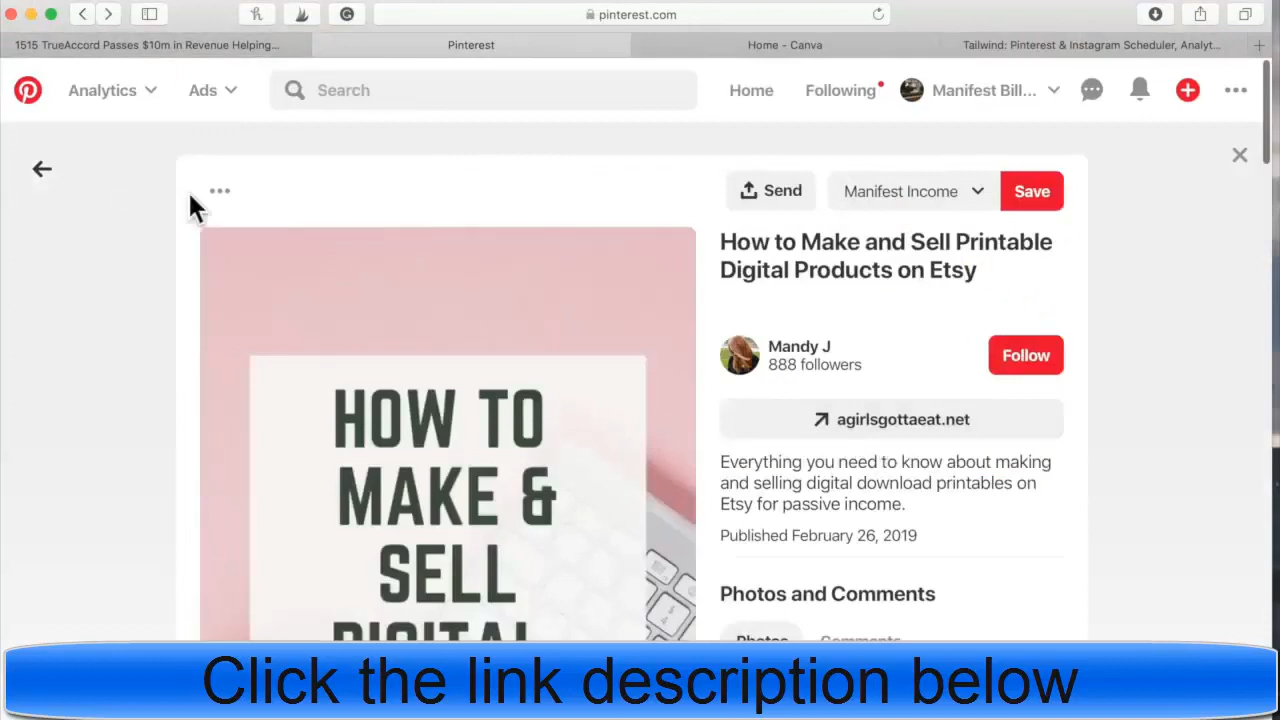 pinterest.com
1515 TrueAccord Passes $10m in Revenue Helping...
Pinterest
Home - Canva
Tailwind: Pinterest & Instagram Scheduler, Analyt...
Analytics
Ads
Search
Home
Following
Manifest Bill...
Send
Manifest Income
Save
How to Make and Sell Printable
Digital Products on Etsy
Mandy J
888 followers
Follow
agirlsgottaeat.net
Everything you need to know about making
and selling digital download printables on
Etsy for passive income.
Published February 26, 2019
Photos and Comments
Photos
Comments
HOW TO
MAKE &
SELL
DIGITAL
Click the link description below